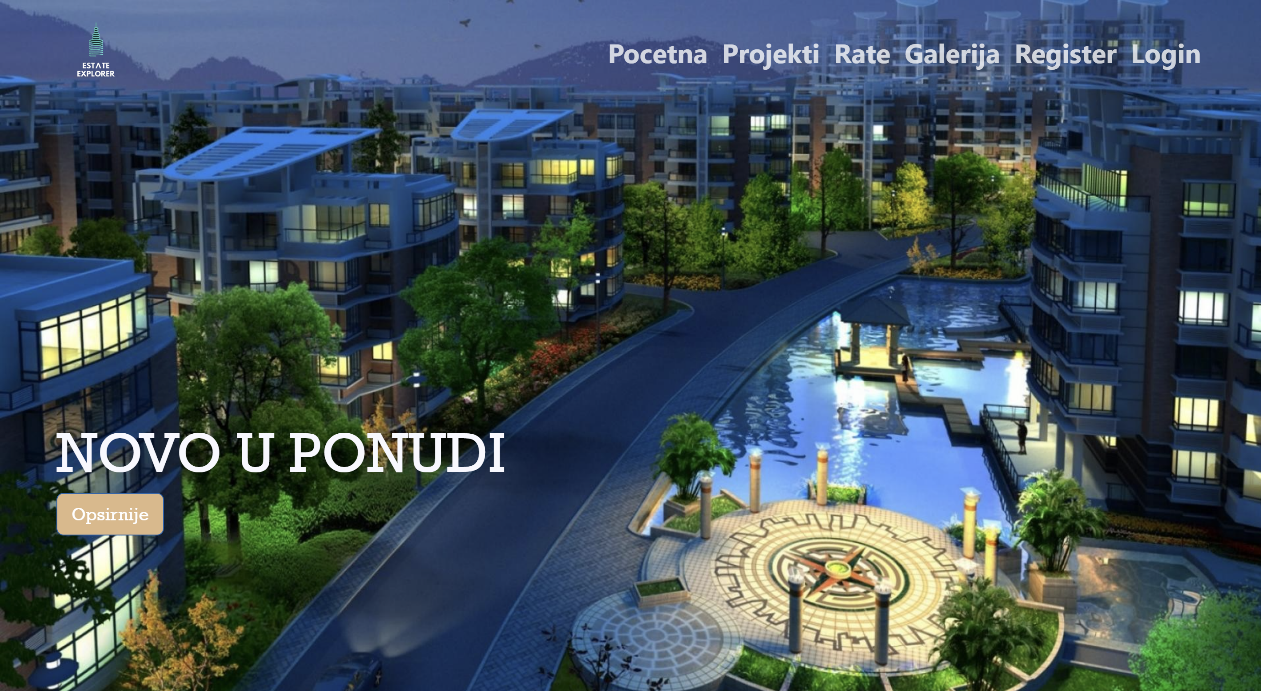 ESTATE
EXPLORER
Pocetna Projekti Rate Galerija Register Login
NOVO U PONUDI
Opsirnije